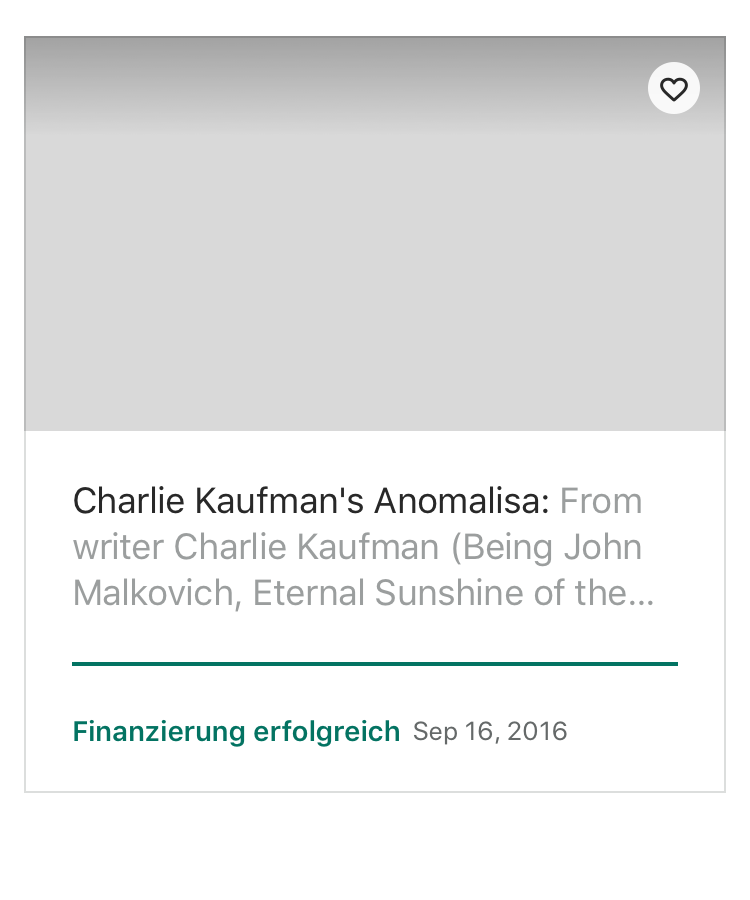 Charlie Kaufman's Anomalisa: From
writer Charlie Kaufman (Being John
Malkovich, Eternal Sunshine of the...
Finanzierung erfolgreich Sep 16, 2016